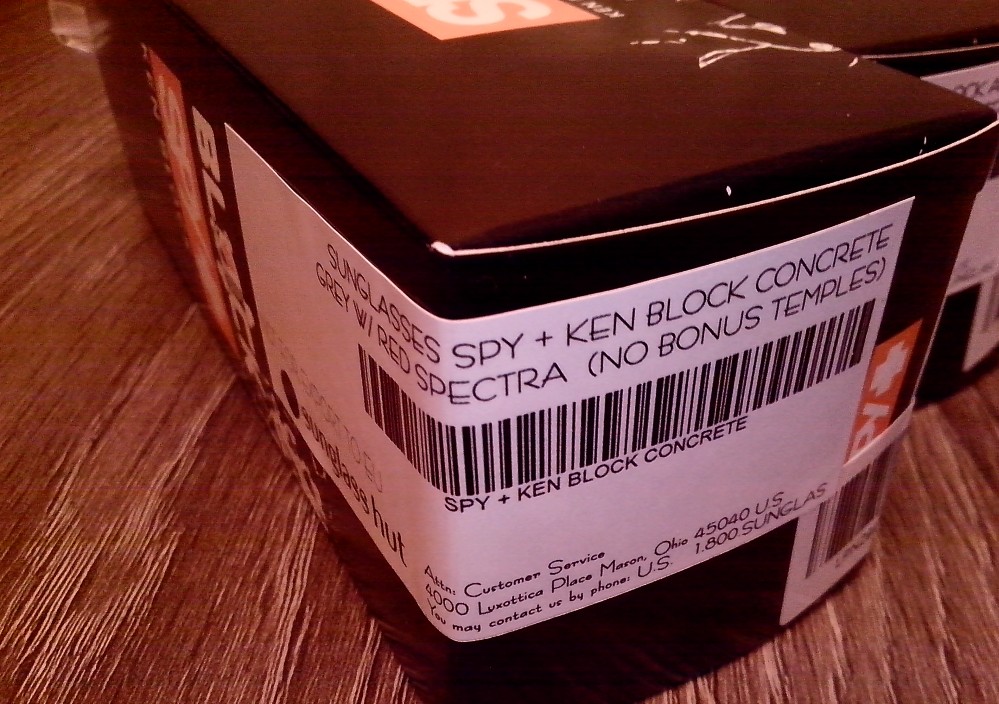 KEN
SUNGLASSES SPY + KEN BLOCK CONCRETE
GREY W/ RED SPECTRA (NO BONUS TEMPLES)
SPY + KEN BLOCK CONCRETE
sunglass hut
Attn: Customer Service
4000 Luxottica Place Mason, Ohio 45040 U.S.
You may contact us by phone: U.S. 1.800.SUNGLAS